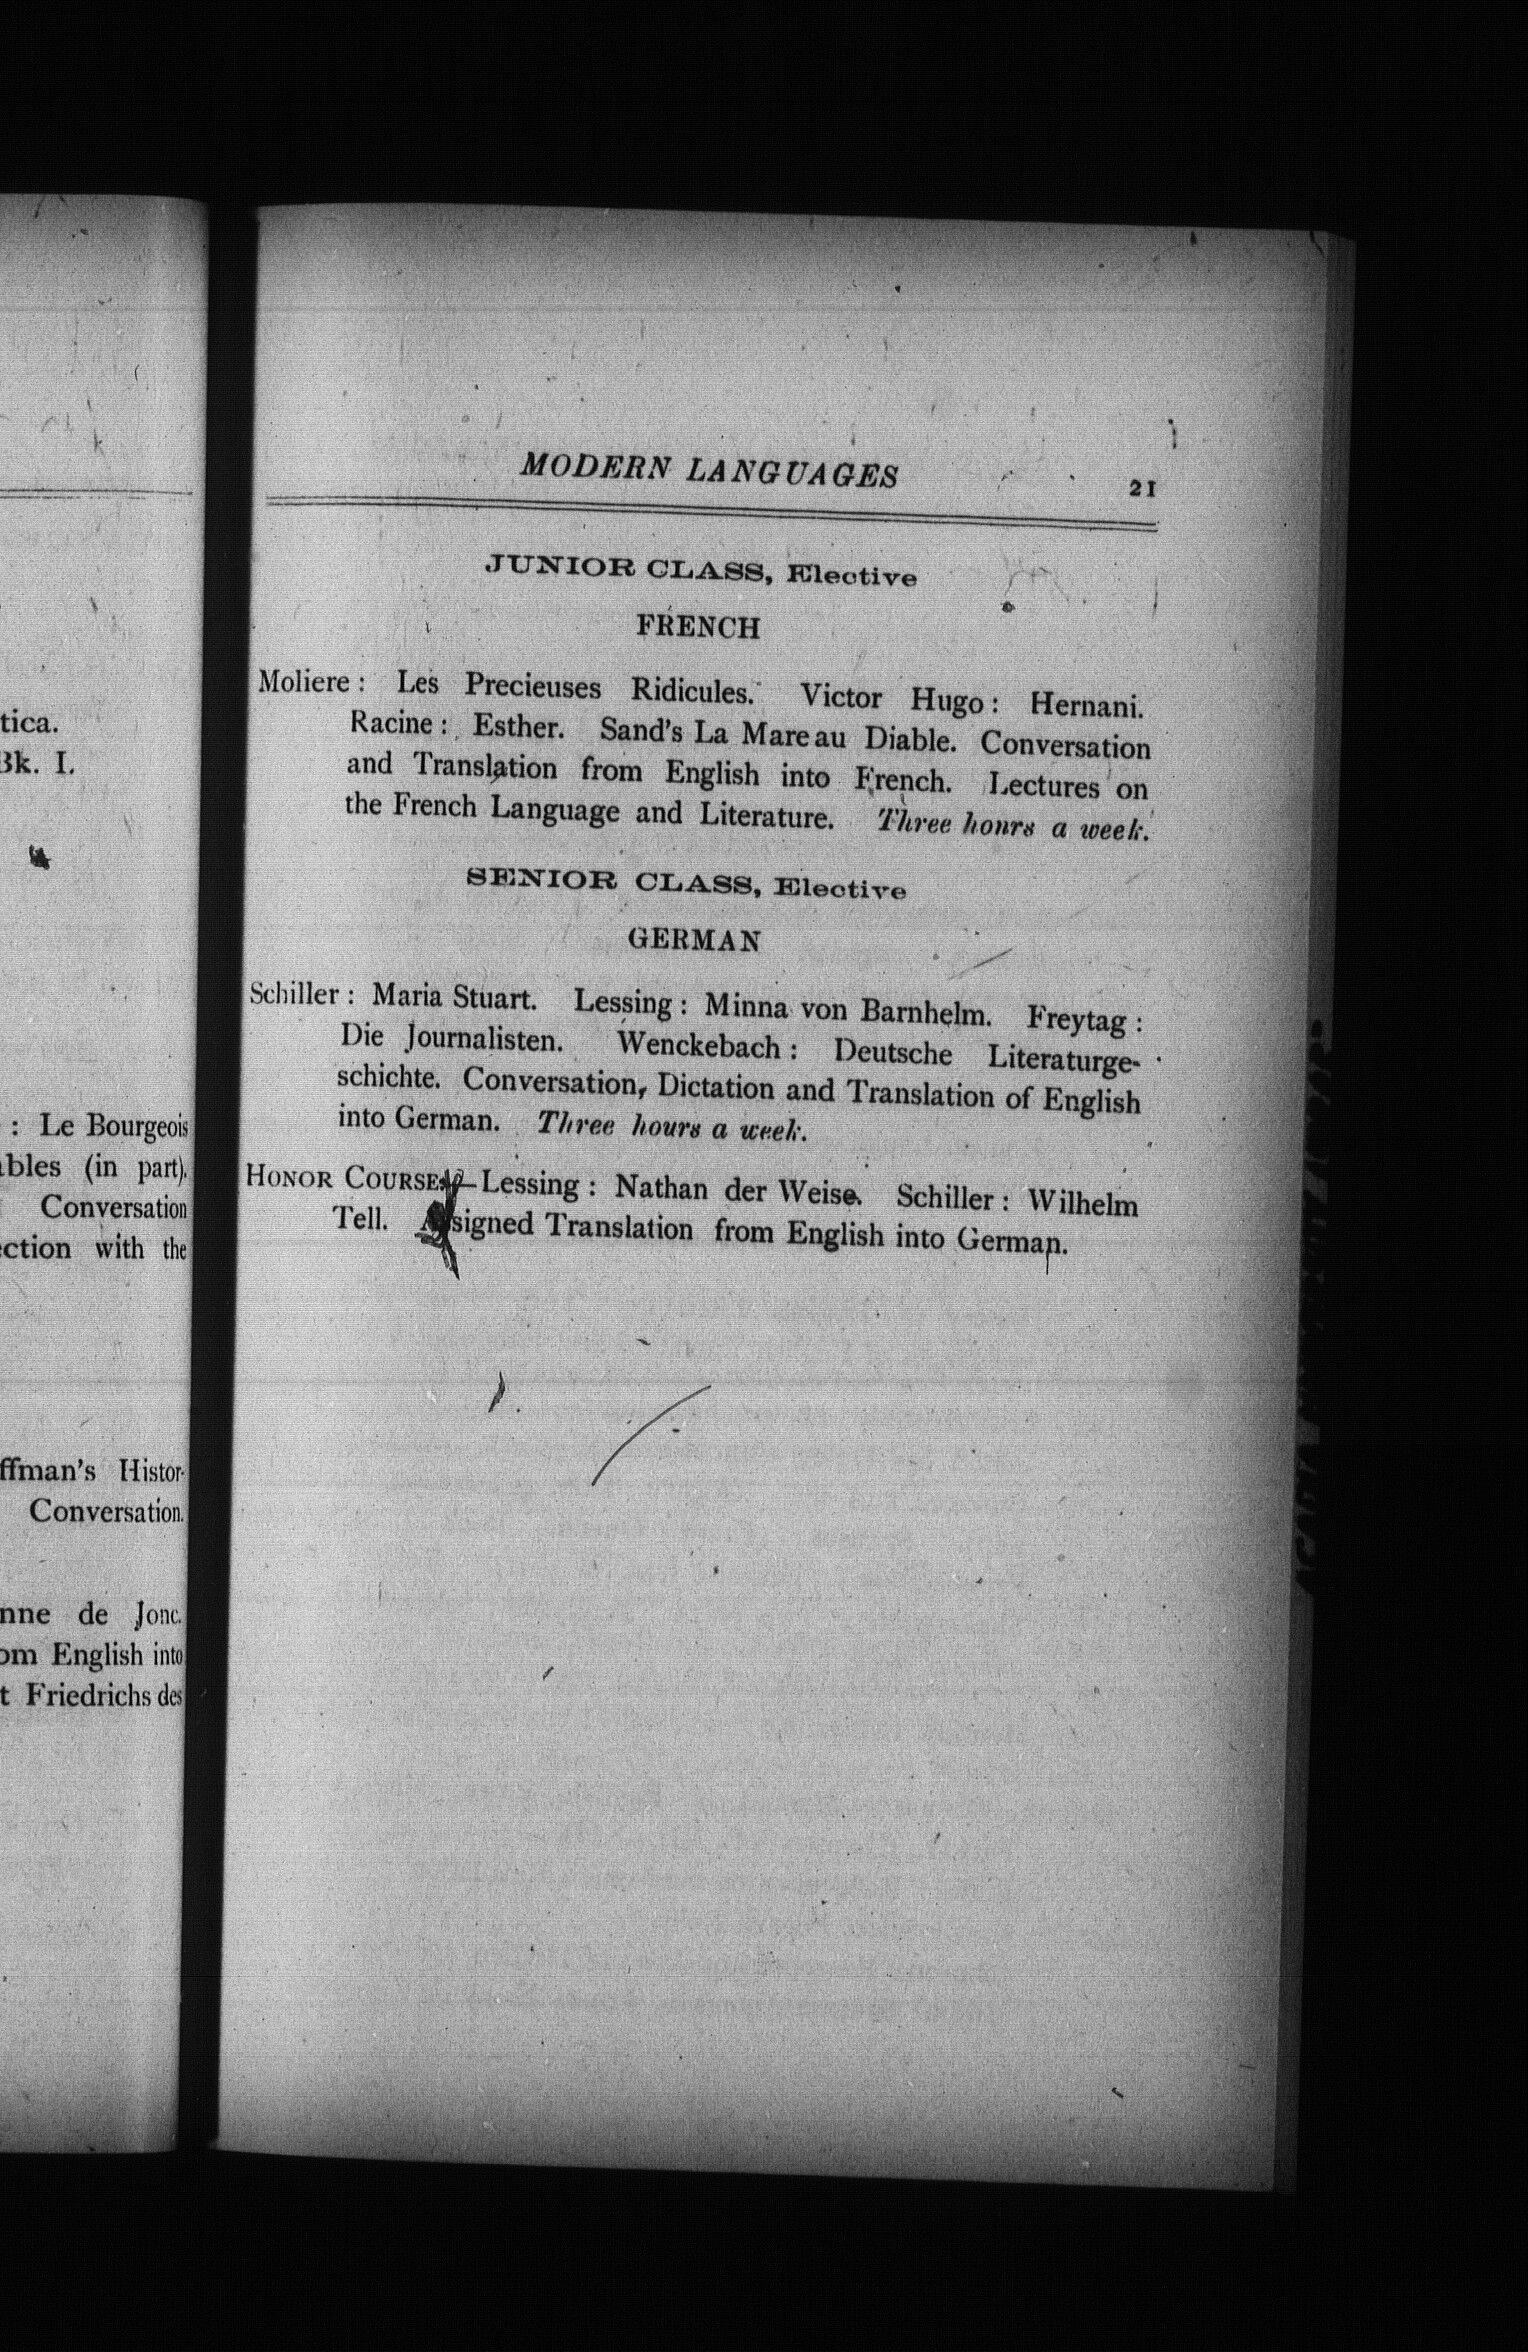 tica.
Bk. I.
: Le Bourgeois
ables (in part).
Conversation
ection with the
ffman's Histor-
Conversation.
nne de Jonc.
om English into
t Friedrichs des
MODERN LANGUAGES 21
JUNIOR CLASS, Elective
FRENCH
Moliere : Les Precieuses Ridicules. Victor Hugo : Hernani.
Racine : Esther. Sand's La Mare au Diable. Conversation
and Translation from English into French. Lectures on
the French Language and Literature. Three honrs a week.
SENIOR CLASS, Elective
GERMAN
Schiller : Maria Stuart. Lessing : Minna von Barnhelm. Freytag :
Die Journalisten. Wenckebach : Deutsche Literaturge-
schichte. Conversation, Dictation and Translation of English
into German. Three hours a week.
HONOR COURSE:—Lessing : Nathan der Weise. Schiller : Wilhelm
Tell. Assigned Translation from English into German.